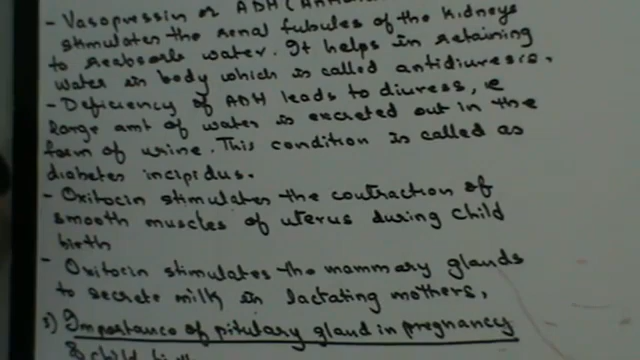 - Vasopressin or ADH
stimulates the renal tubules of the kidneys
to reabsorb water. It helps in retaining
water in body which is called antidiuresis.
- Deficiency of ADH leads to diuress, ie
large amt of water is excreted out in the
form of urine. This condition is called as
diabetes incipidus.
- Oxitocin stimulates the contraction of
smooth muscles of uterus during child
birth
- Oxitocin stimulates the mammary glands
to secrete milk in lactating mothers,
Importance of pitulary gland in pregnancy
& child